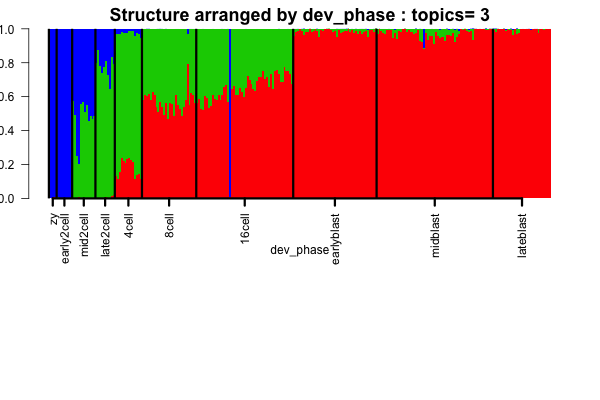 Structure arranged by dev_phase : topics= 3
1.0
0.8
0.6
0.4
0.2
0.0
zy
early2cell
mid2cell
late2cell
4cell
8cell
16cell
earlyblast
midblast
lateblast
dev_phase